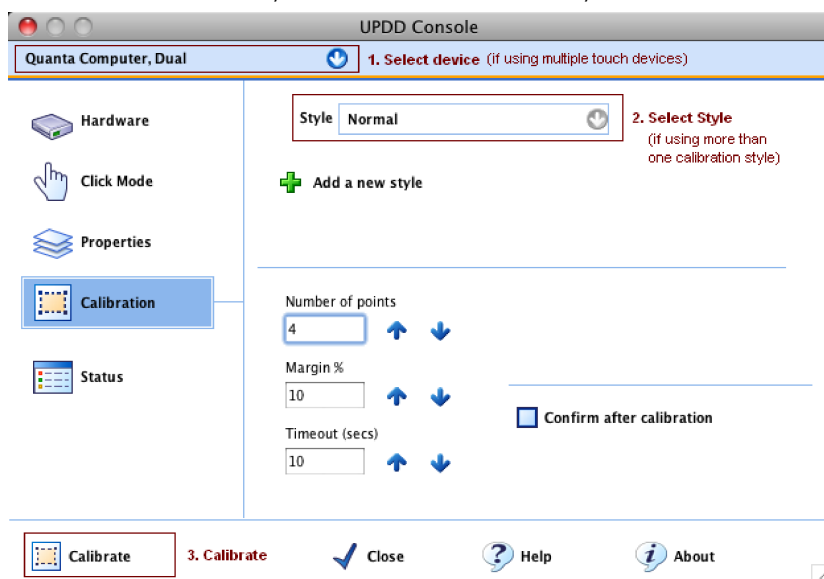 UPDD Console
Quanta Computer, Dual
1. Select device (if using multiple touch devices)
Hardware
Style Normal
2. Select Style
(if using more than
one calibration style)
Click Mode
Add a new style
Properties
Calibration
Number of points
4
Status
Margin %
10
Confirm after calibration
Timeout (secs)
10
Calibrate
3. Calibrate
Close
Help
About